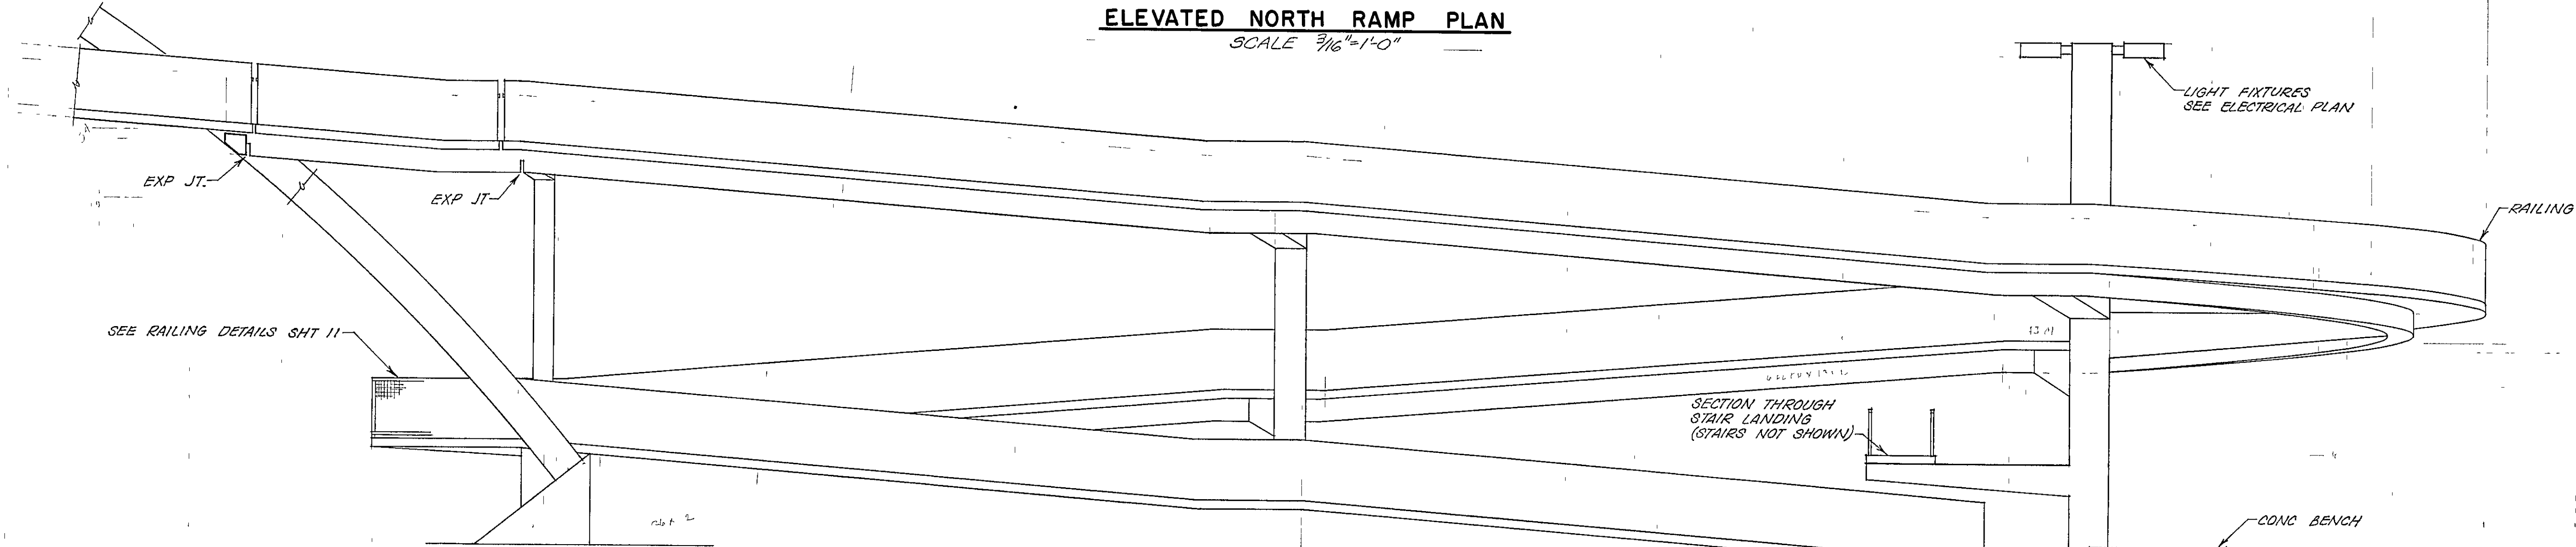 ELEVATED NORTH RAMP PLAN
SCALE 3/16"=1'-0"
LIGHT FIXTURES
SEE ELECTRICAL PLAN
EXP JT.
EXP JT
RAILING
SEE RAILING DETAILS SHT 11
SECTION THROUGH
STAIR LANDING
(STAIRS NOT SHOWN)
CONC BENCH